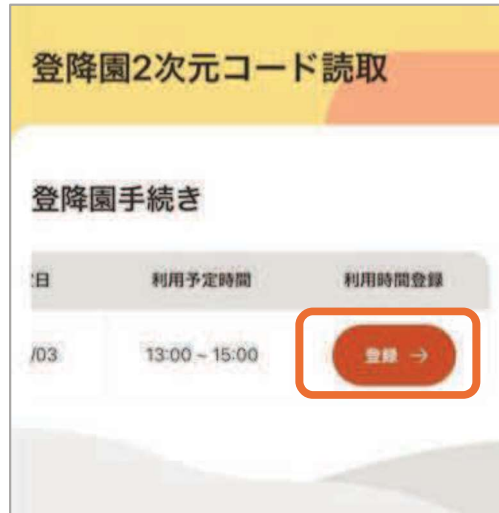 登降園2次元コード読取
登降園手続き
日 利用予定時間 利用時間登録
/03 13:00 ~ 15:00 登録 →